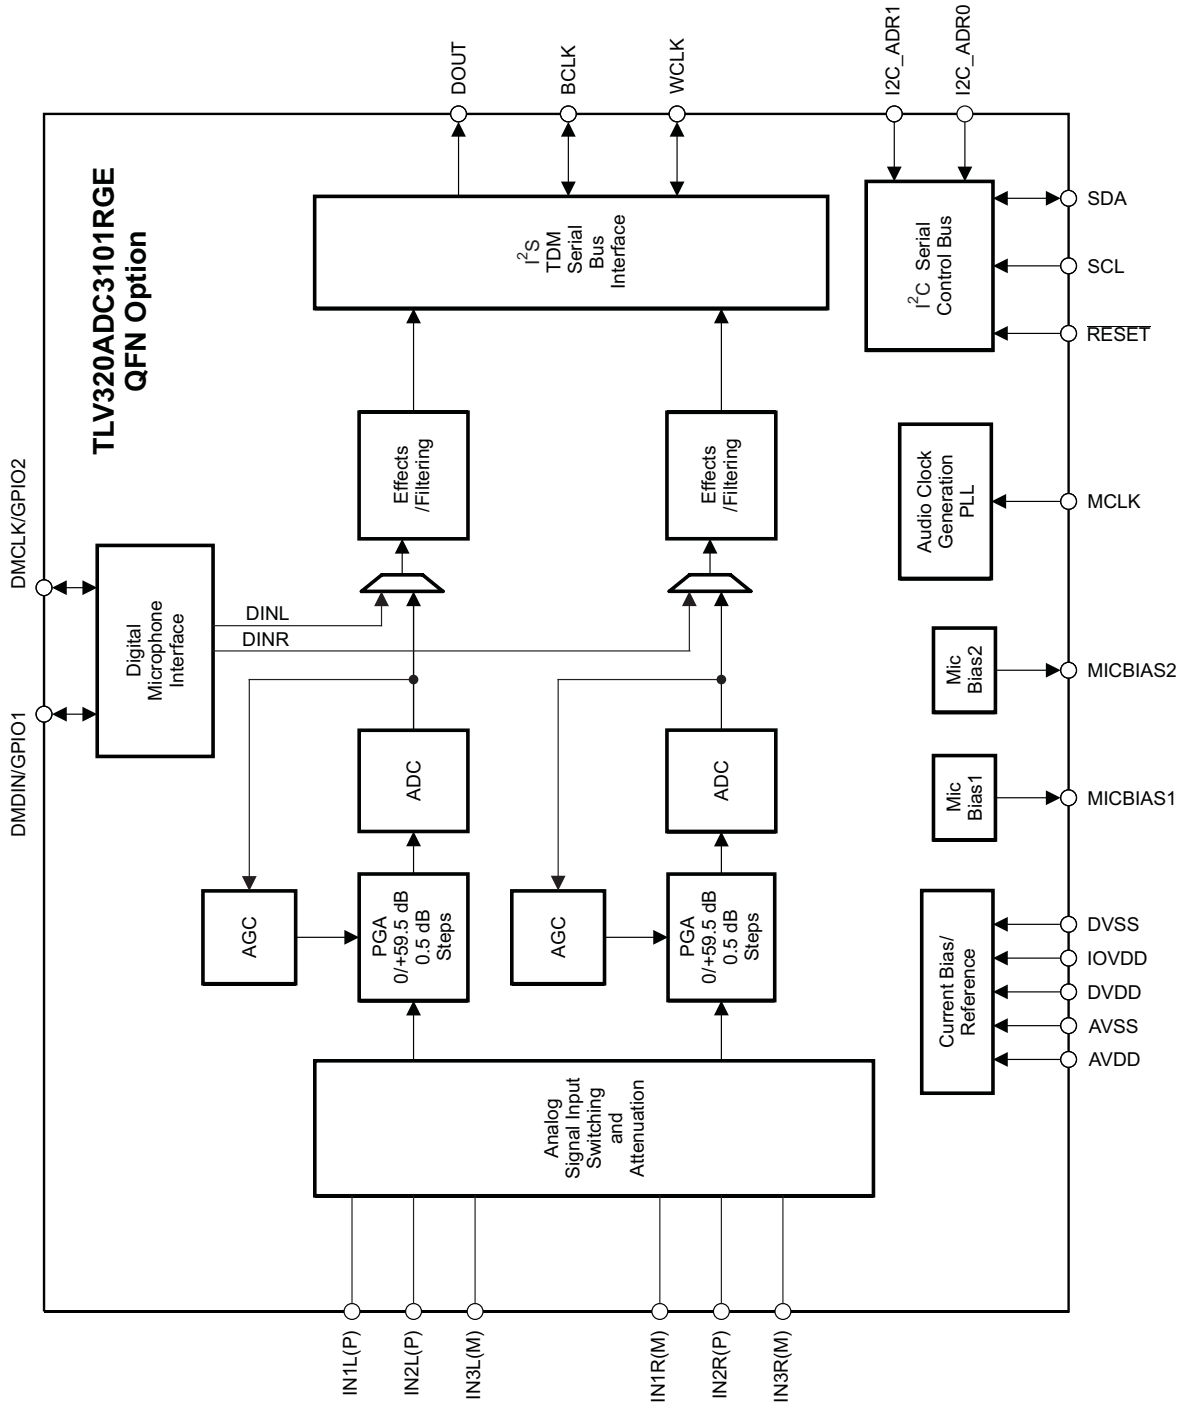 TLV320ADC3101RGE
QFN Option
DMDIN/GPIO1
DMCLK/GPIO2
Digital
Microphone
Interface
DINL
DINR
AGC
PGA
0/+59.5 dB
0.5 dB
Steps
ADC
Effects
/Filtering
AGC
PGA
0/+59.5 dB
0.5 dB
Steps
ADC
Effects
/Filtering
IN1L(P)
IN2L(P)
IN3L(M)
IN1R(M)
IN2R(P)
IN3R(M)
Analog
Signal Input
Switching
and
Attenuation
I²S
TDM
Serial
Bus
Interface
DOUT
BCLK
WCLK
I2C_ADR1
I2C_ADR0
Current Bias/
Reference
Mic
Bias1
Mic
Bias2
Audio Clock
Generation
PLL
I²C Serial
Control Bus
AVDD
AVSS
DVDD
IOVDD
DVSS
MICBIAS1
MICBIAS2
MCLK
RESET
SCL
SDA